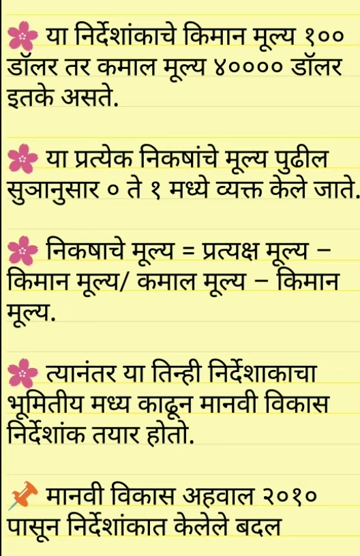 🌸 या निर्देशांकाचे किमान मूल्य १००
डॉलर तर कमाल मूल्य ४०००० डॉलर
इतके असते.
🌸 या प्रत्येक निकषांचे मूल्य पुढील
सुञानुसार ० ते १ मध्ये व्यक्त केले जाते.
🌸 निकषाचे मूल्य = प्रत्यक्ष मूल्य –
किमान मूल्य/ कमाल मूल्य – किमान
मूल्य.
🌸 त्यानंतर या तिन्ही निर्देशाकाचा
भूमितीय मध्य काढून मानवी विकास
निर्देशांक तयार होतो.
📌 मानवी विकास अहवाल २०१०
पासून निर्देशांकात केलेले बदल